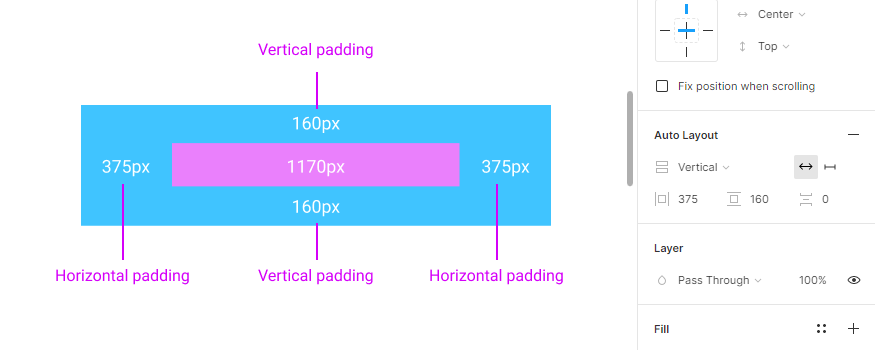 Vertical padding
160px
375px
1170px
375px
160px
Horizontal padding
Vertical padding
Horizontal padding
Center
Top
Fix position when scrolling
Auto Layout
Vertical
375
160
0
Layer
Pass Through
100%
Fill